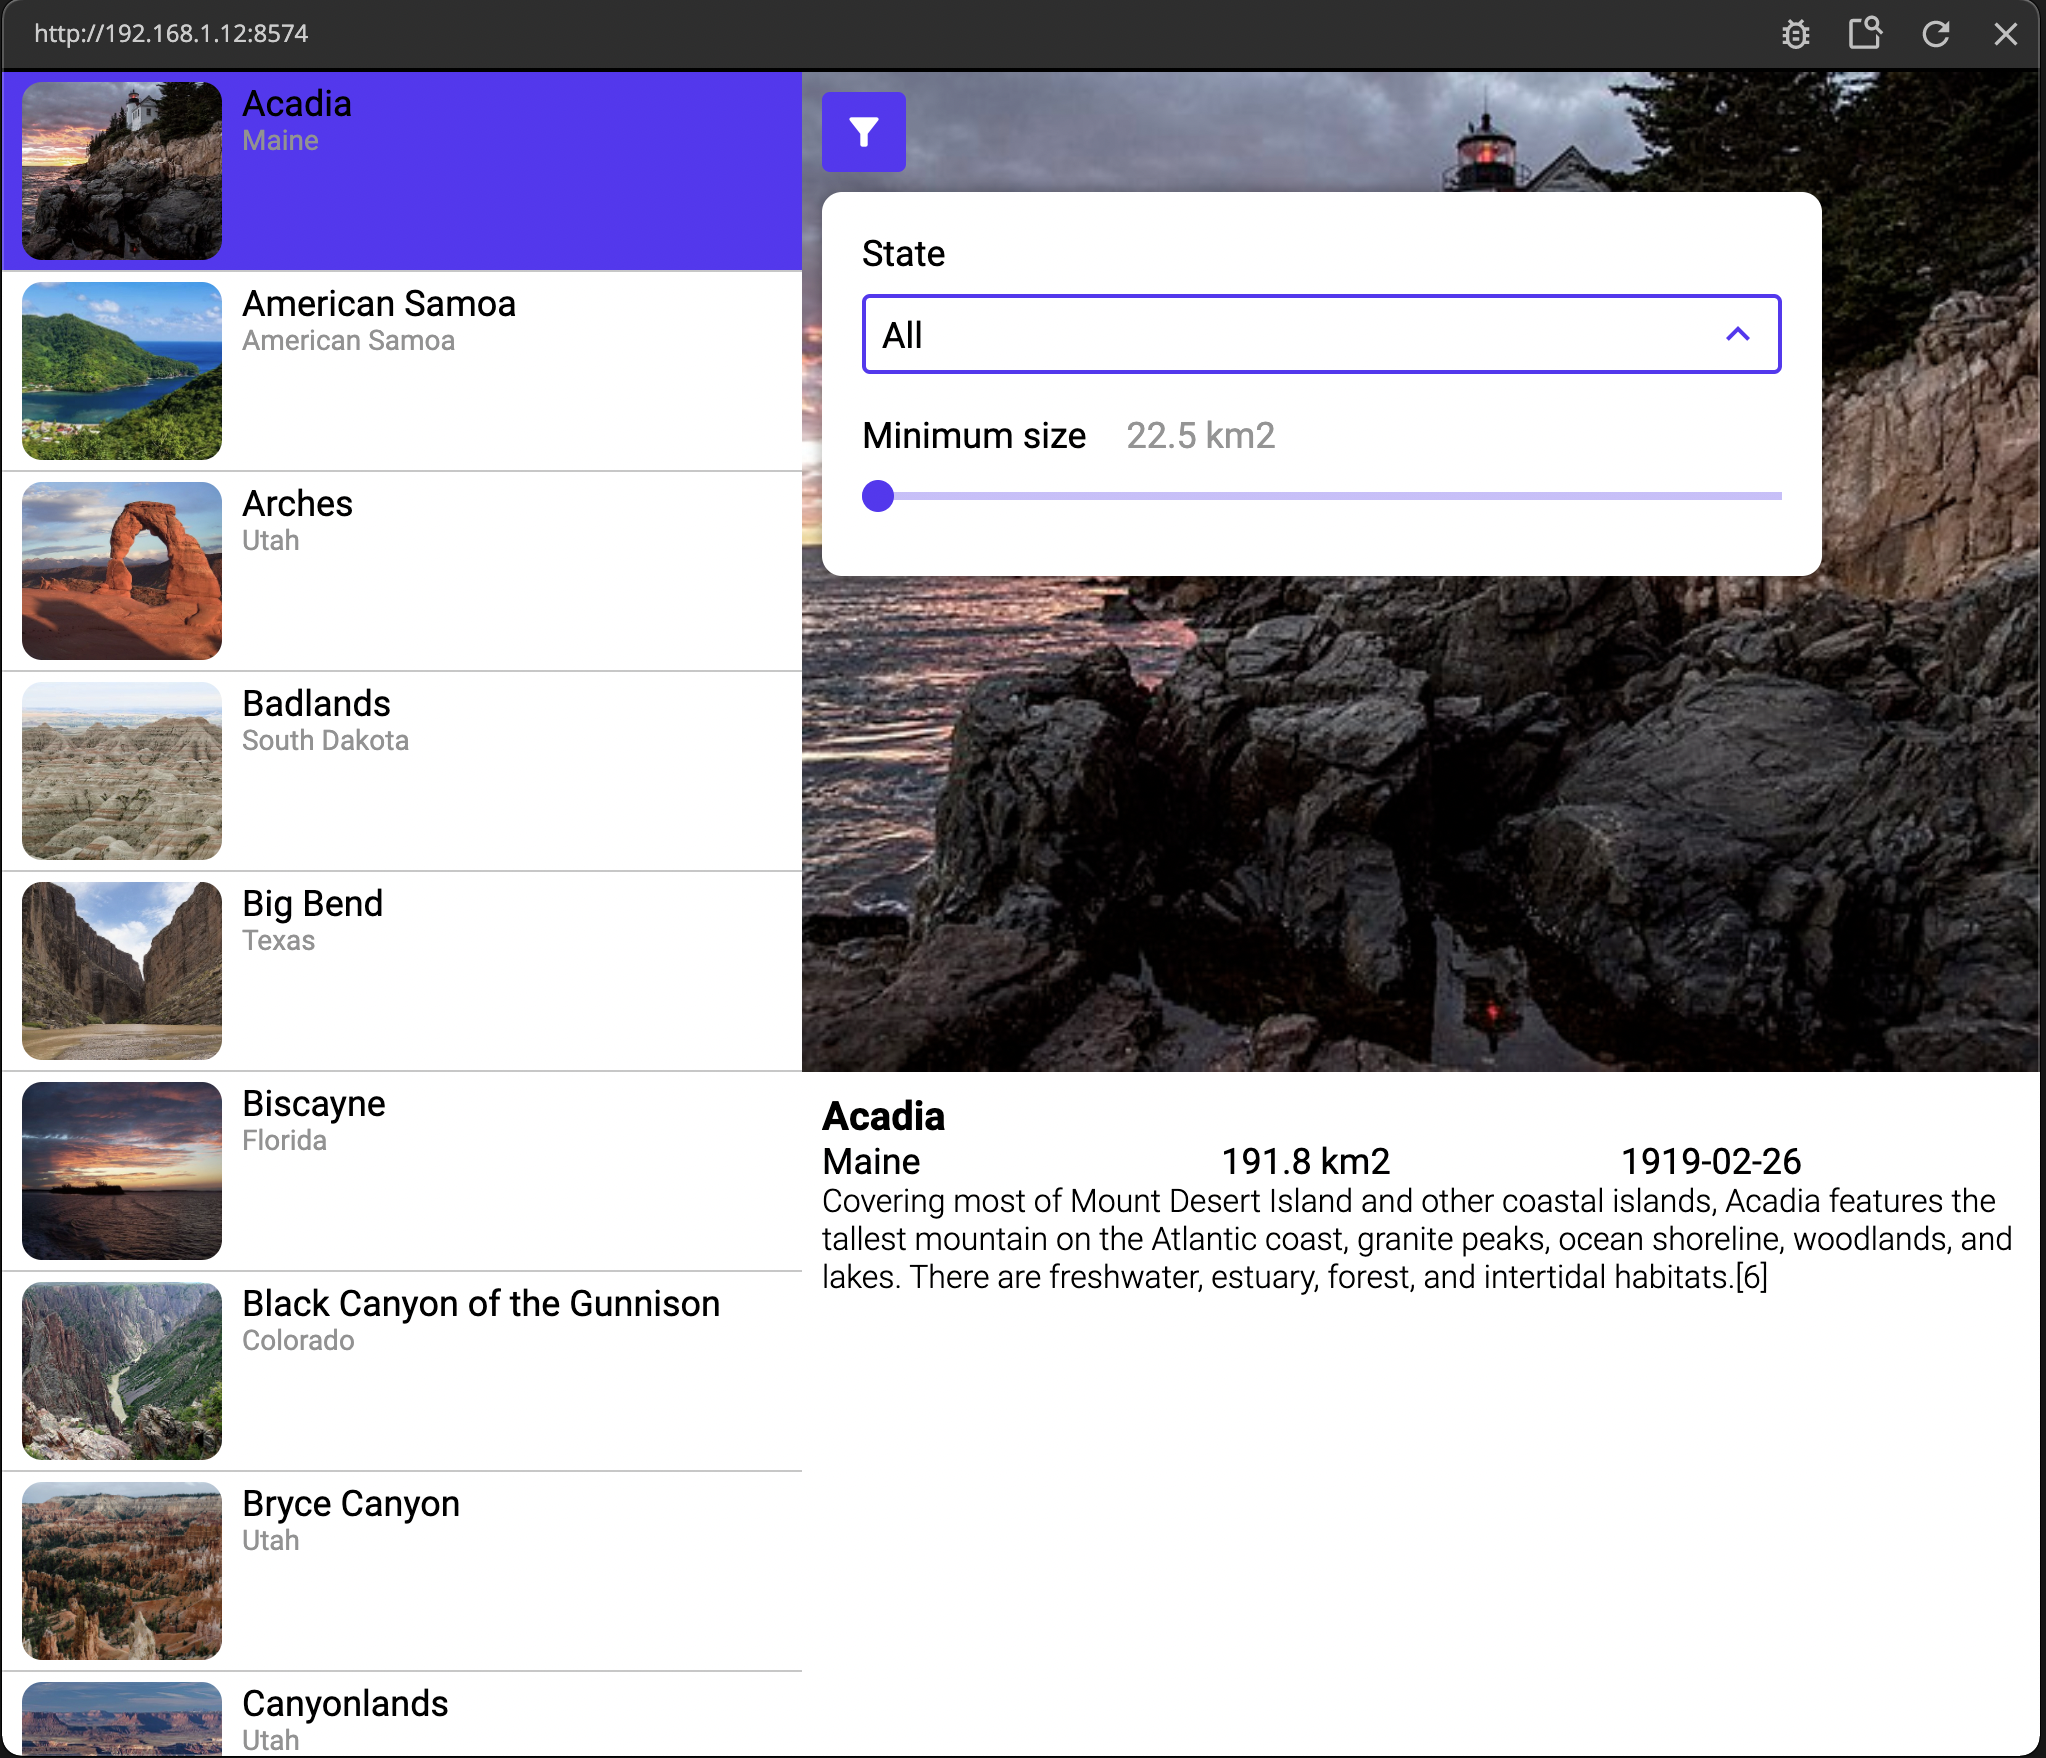 http://192.168.1.12:8574
Acadia
Maine
American Samoa
American Samoa
Arches
Utah
Badlands
South Dakota
Big Bend
Texas
Biscayne
Florida
Black Canyon of the Gunnison
Colorado
Bryce Canyon
Utah
Canyonlands
Utah
State
All
Minimum size 22.5 km2
Acadia
Maine 191.8 km2 1919-02-26
Covering most of Mount Desert Island and other coastal islands, Acadia features the
tallest mountain on the Atlantic coast, granite peaks, ocean shoreline, woodlands, and
lakes. There are freshwater, estuary, forest, and intertidal habitats.[6]